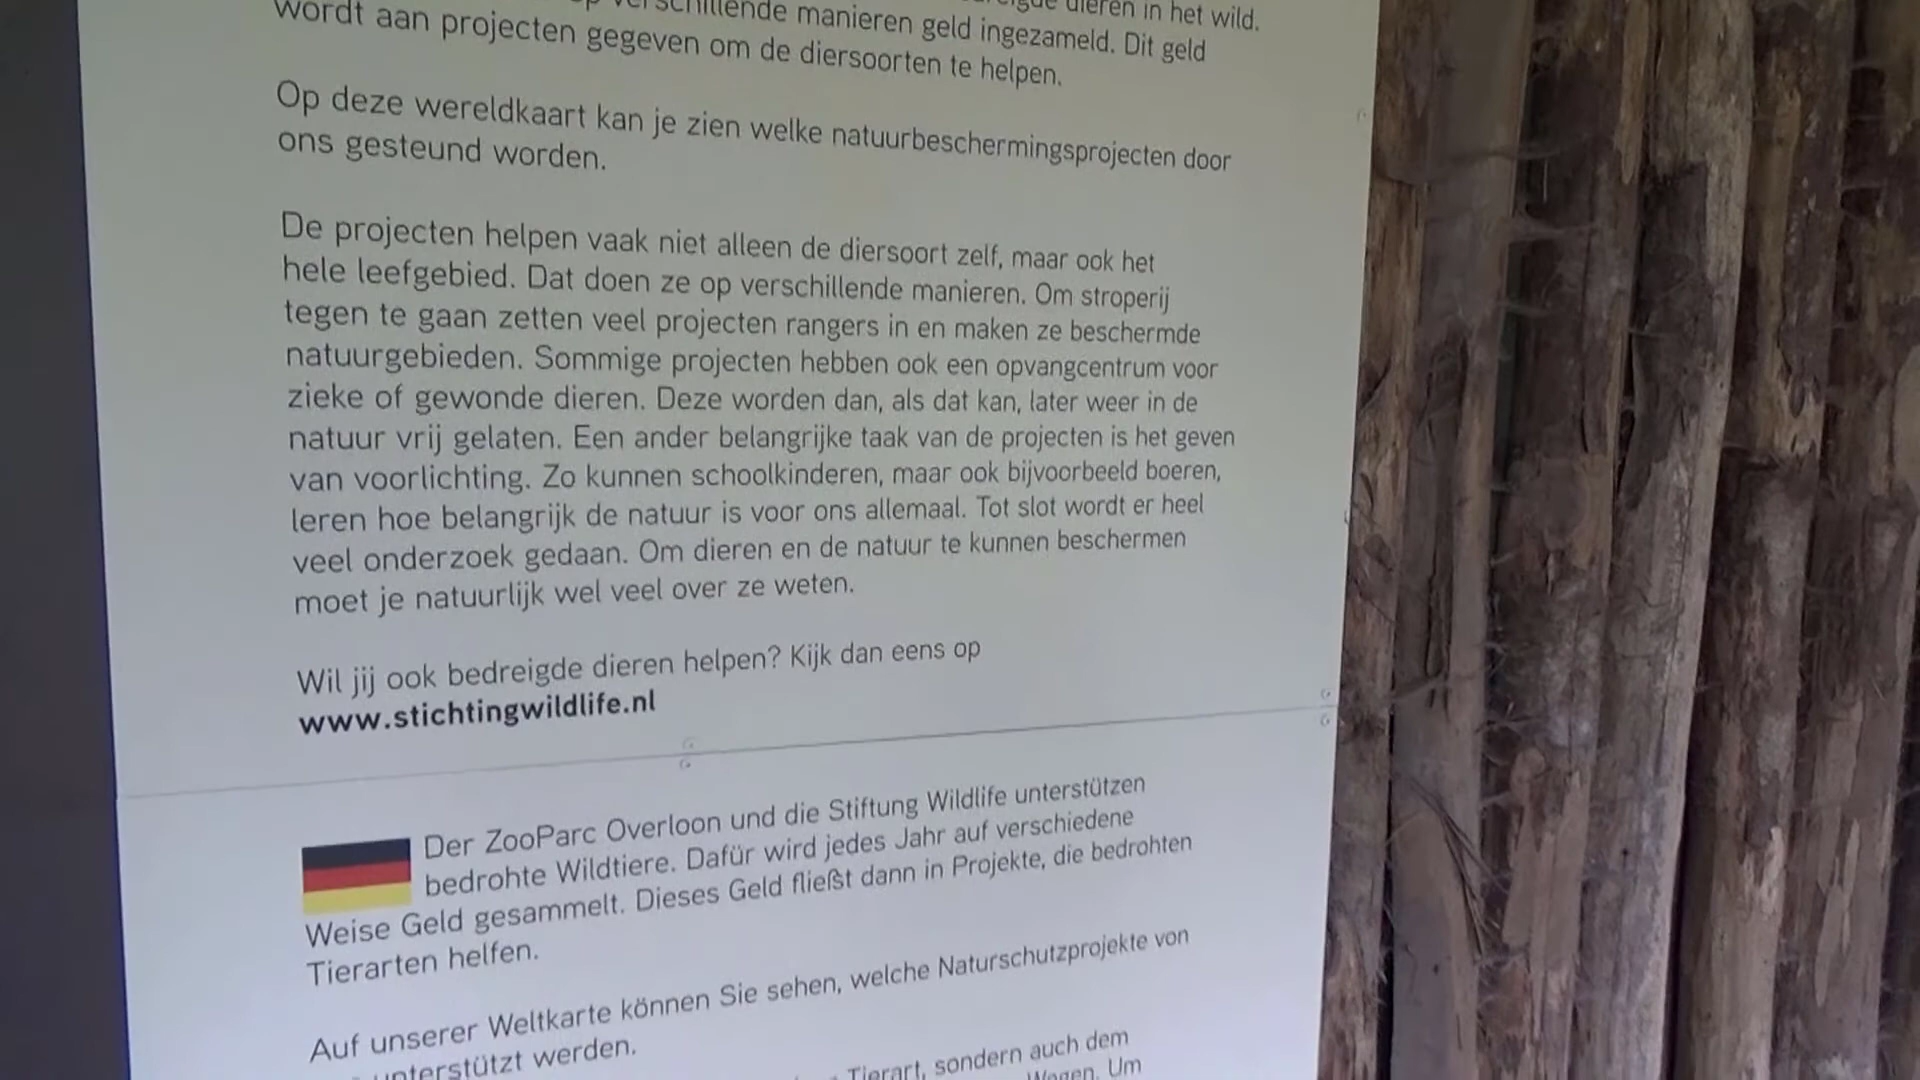 verschillende manieren geld ingezameld. Dit geld
wordt aan projecten gegeven om de diersoorten te helpen.
Op deze wereldkaart kan je zien welke natuurbeschermingsprojecten door
ons gesteund worden.
De projecten helpen vaak niet alleen de diersoort zelf, maar ook het
hele leefgebied. Dat doen ze op verschillende manieren. Om stroperij
tegen te gaan zetten veel projecten rangers in en maken ze beschermde
natuurgebieden. Sommige projecten hebben ook een opvangcentrum voor
zieke of gewonde dieren. Deze worden dan, als dat kan, later weer in de
natuur vrij gelaten. Een ander belangrijke taak van de projecten is het geven
van voorlichting. Zo kunnen schoolkinderen, maar ook bijvoorbeeld boeren,
leren hoe belangrijk de natuur is voor ons allemaal. Tot slot wordt er heel
veel onderzoek gedaan. Om dieren en de natuur te kunnen beschermen
moet je natuurlijk wel veel over ze weten.
Wil jij ook bedreigde dieren helpen? Kijk dan eens op
www.stichtingwildlife.nl
Der ZooParc Overloon und die Stiftung Wildlife unterstützen
bedrohte Wildtiere. Dafür wird jedes Jahr auf verschiedene
Weise Geld gesammelt. Dieses Geld fließt dann in Projekte, die bedrohten
Tierarten helfen.
Auf unserer Weltkarte können Sie sehen, welche Naturschutzprojekte von
unterstützt werden.
Tierart, sondern auch dem
Wegen. Um